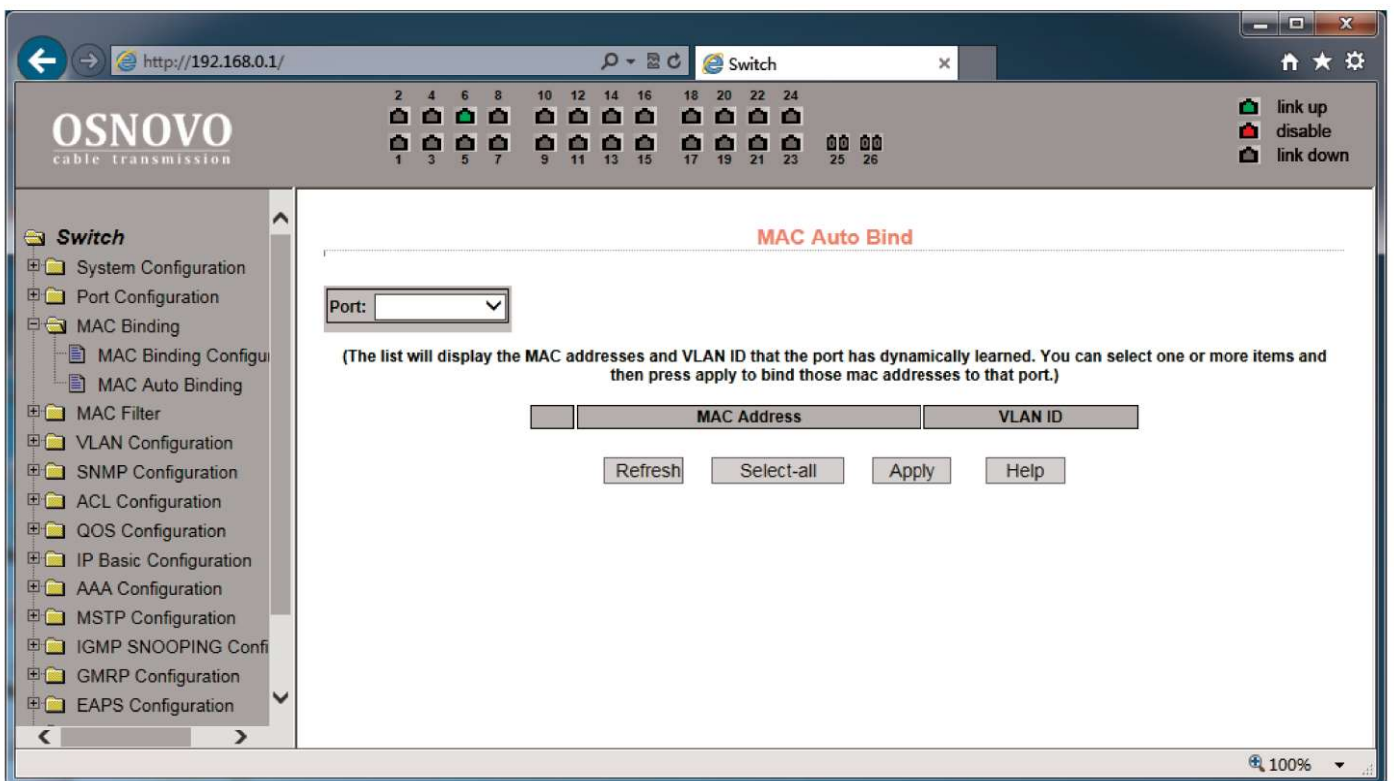 http://192.168.0.1/
Switch
OSNOVO
cable transmission
2 4 6 8 10 12 14 16 18 20 22 24
1 3 5 7 9 11 13 15 17 19 21 23 25 26
link up
disable
link down
Switch
System Configuration
Port Configuration
MAC Binding
MAC Binding Configu
MAC Auto Binding
MAC Filter
VLAN Configuration
SNMP Configuration
ACL Configuration
QOS Configuration
IP Basic Configuration
AAA Configuration
MSTP Configuration
IGMP SNOOPING Confi
GMRP Configuration
EAPS Configuration
MAC Auto Bind
Port:
(The list will display the MAC addresses and VLAN ID that the port has dynamically learned. You can select one or more items and
then press apply to bind those mac addresses to that port.)
MAC Address VLAN ID
Refresh Select-all Apply Help
100%